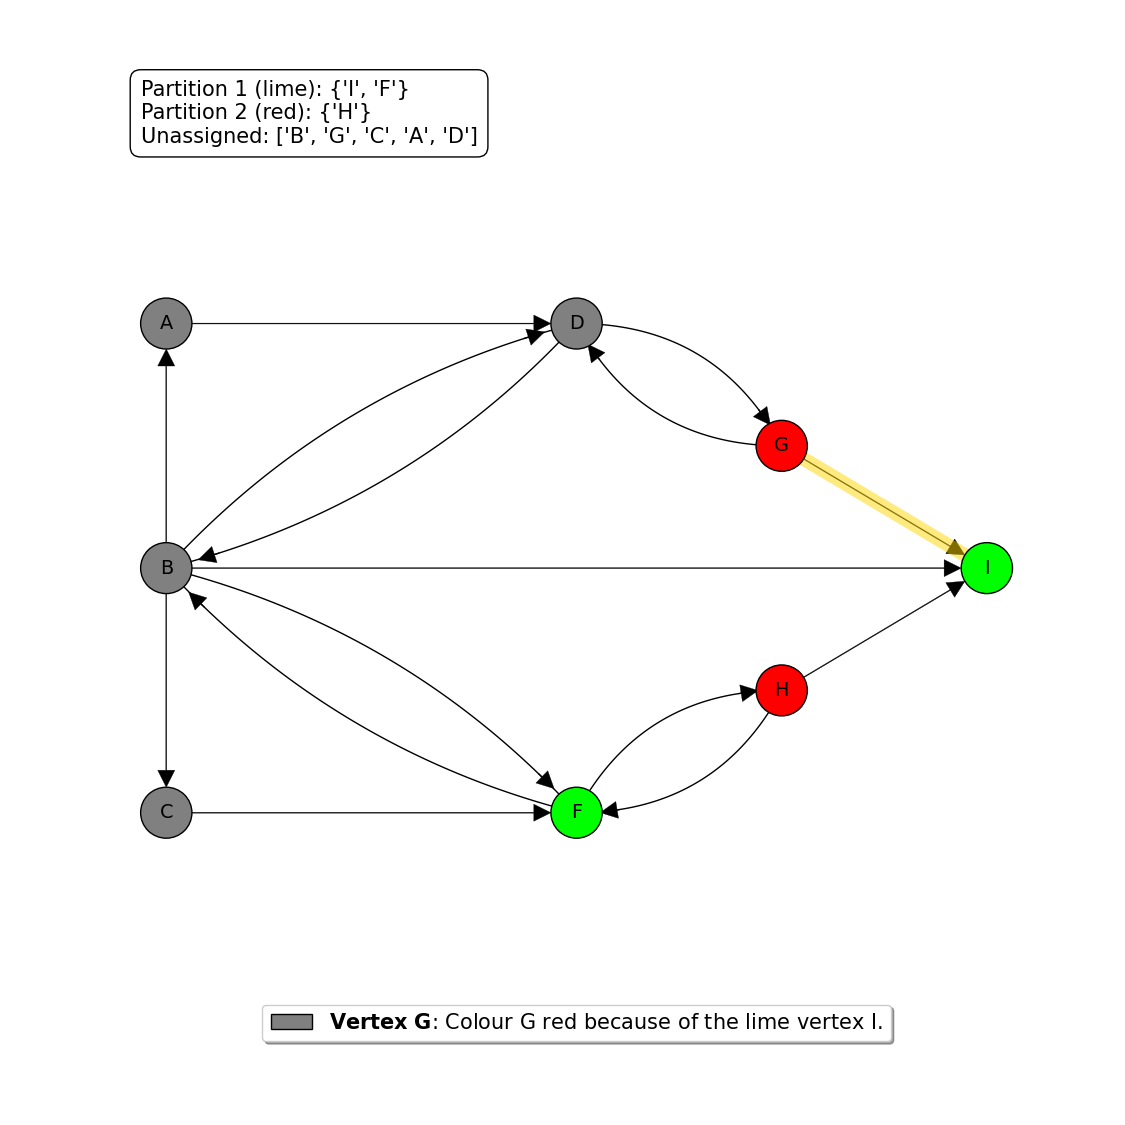 Partition 1 (lime): {'I', 'F'}
Partition 2 (red): {'H'}
Unassigned: ['B', 'G', 'C', 'A', 'D']
A
D
G
B
I
H
C
F
Vertex G: Colour G red because of the lime vertex I.